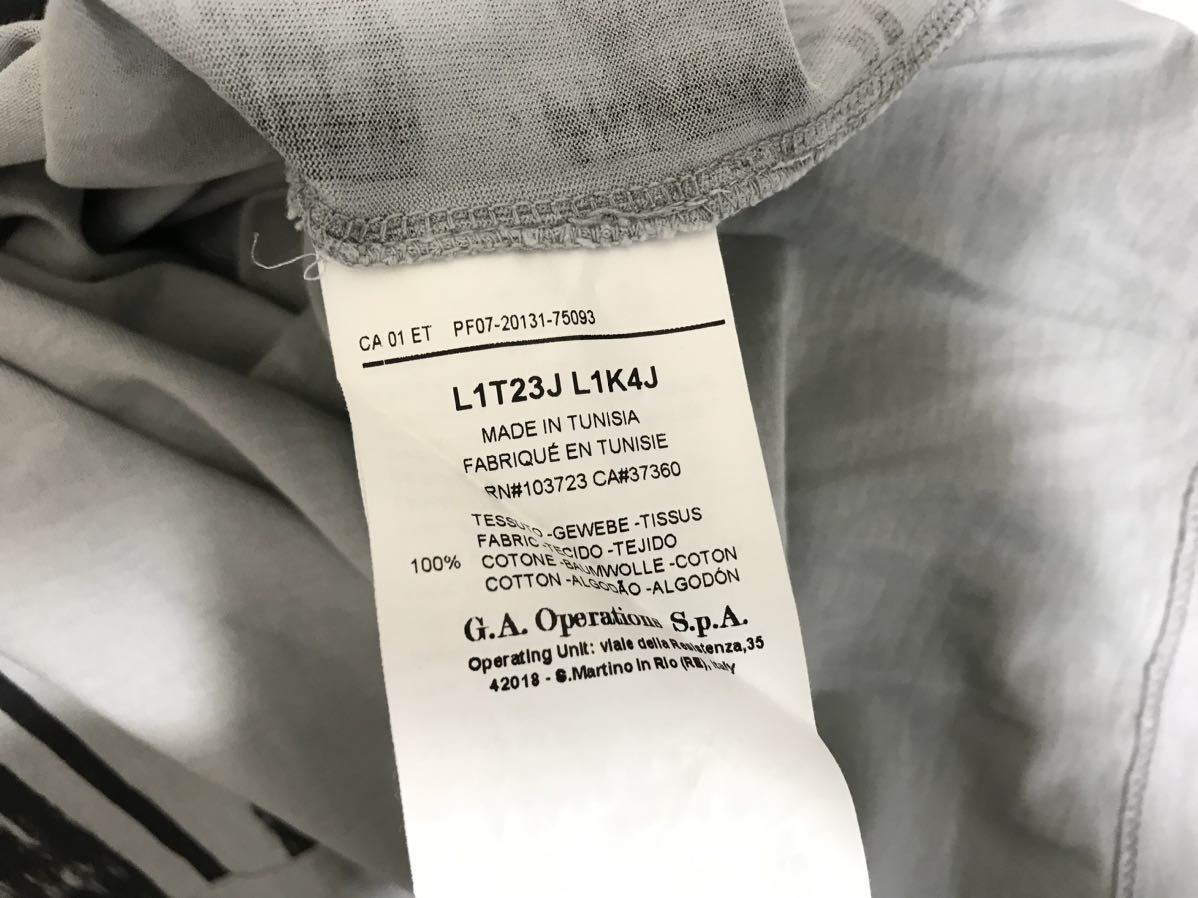 CA 01 ET PF07-20131-75093
L1T23J L1K4J
MADE IN TUNISIA
FABRIQUÉ EN TUNISIE
RN#103723 CA#37360
TESSUTO -GEWEBE -TISSUS
FABRIC -TECIDO -TEJIDO
100% COTONE -BAUMWOLLE -COTON
COTTON -ALGODÃO -ALGODÓN
G.A. Operations S.p.A.
Operating Unit: viale della Resistenza,35
42018 - S.Martino in Rio (RE), Italy